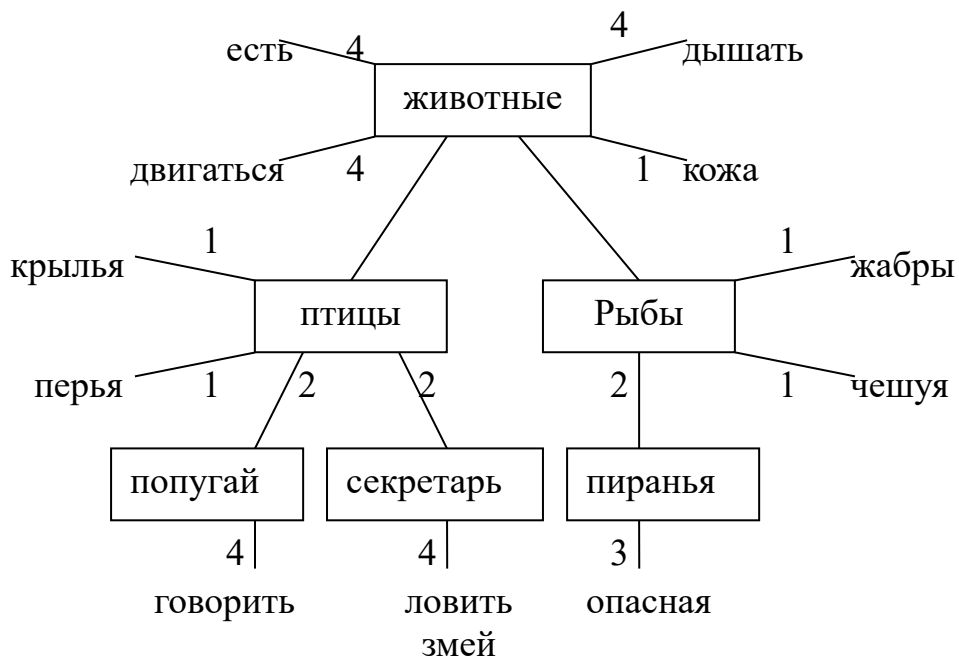 есть 4 4 дышать
животные
двигаться 4 1 кожа
крылья 1 1 жабры
птицы Рыбы
перья 1 2 2 2 1 чешуя
попугай секретарь пиранья
4 4 3
говорить ловить опасная
змей